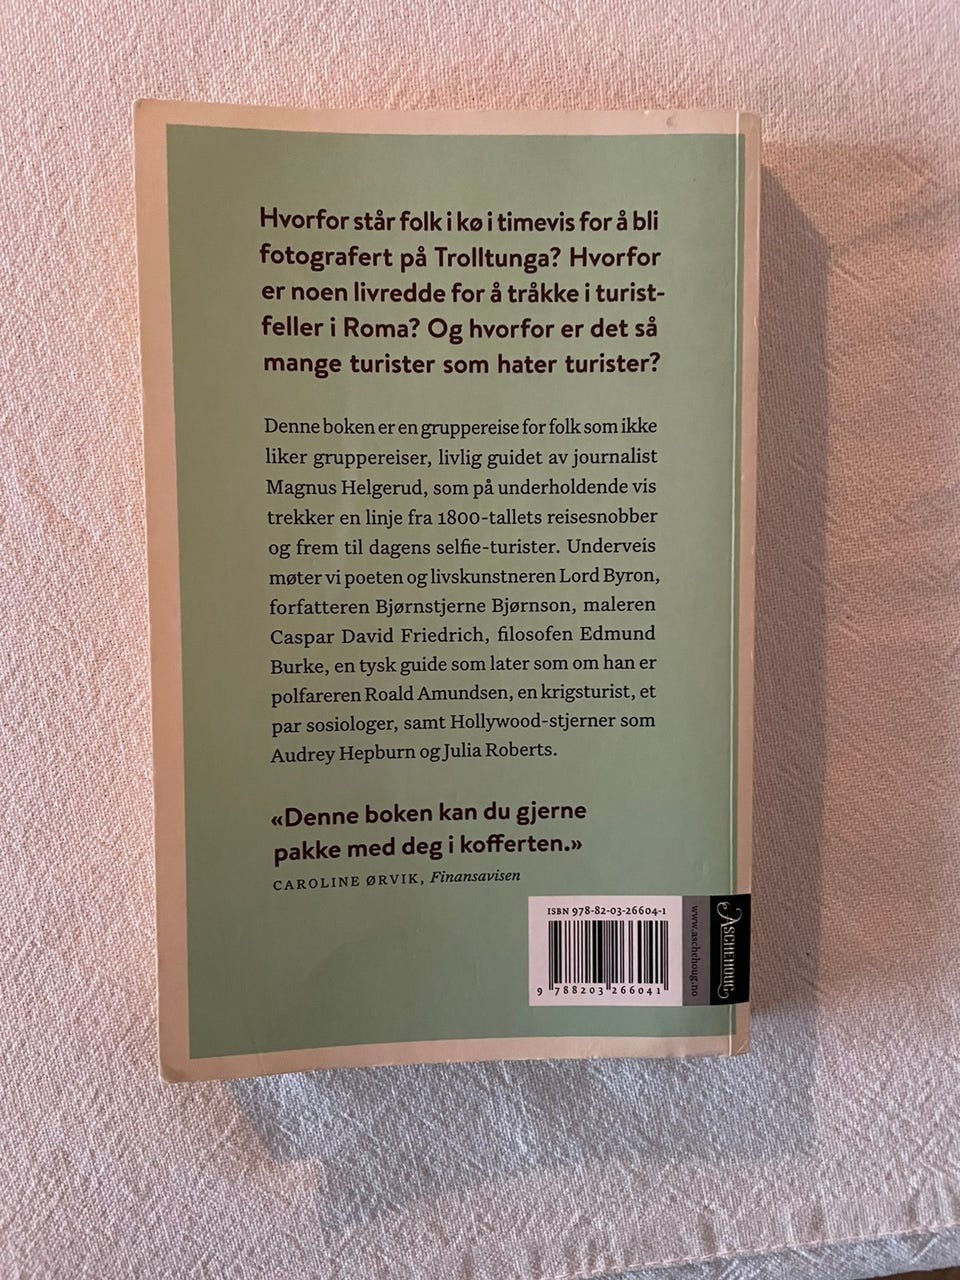 Hvorfor står folk i kø i timevis for å bli
fotografert på Trolltunga? Hvorfor
er noen livredde for å tråkke i turist-
feller i Roma? Og hvorfor er det så
mange turister som hater turister?
Denne boken er en gruppereise for folk som ikke
liker gruppereiser, livlig guidet av journalist
Magnus Helgerud, som på underholdende vis
trekker en linje fra 1800-tallets reisesnobber
og frem til dagens selfie-turister. Underveis
møter vi poeten og livskunstneren Lord Byron,
forfatteren Bjørnstjerne Bjørnson, maleren
Caspar David Friedrich, filosofen Edmund
Burke, en tysk guide som later som om han er
polfareren Roald Amundsen, en krigsturist, et
par sosiologer, samt Hollywood-stjerner som
Audrey Hepburn og Julia Roberts.
«Denne boken kan du gjerne
pakke med deg i kofferten.»
CAROLINE ØRVIK, Finansavisen
ISBN 978-82-03-26604-1
9 788203 266041
www.aschehoug.no
ASCHEHOUG